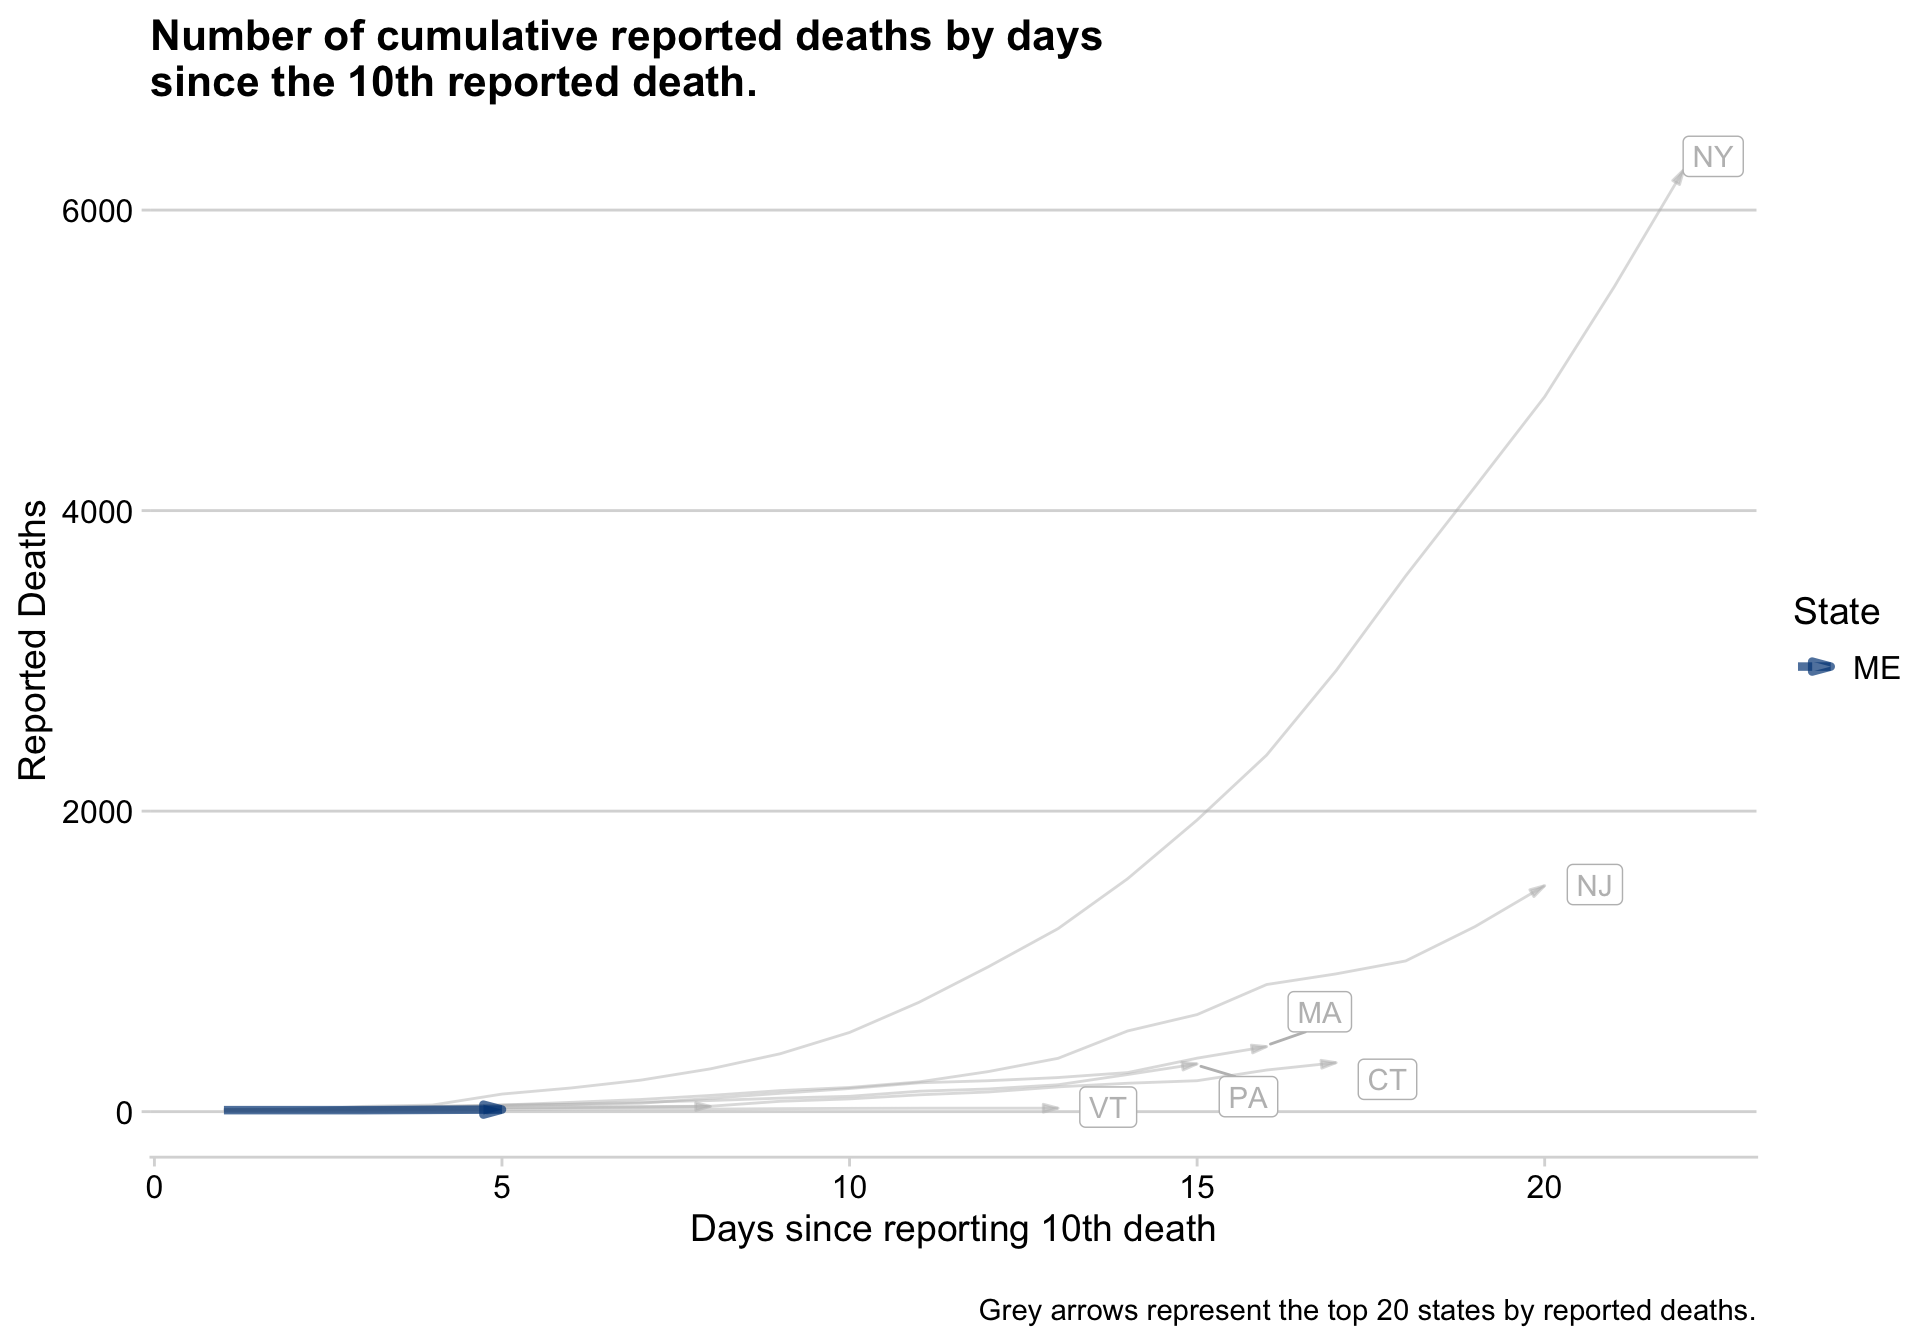 Number of cumulative reported deaths by days
since the 10th reported death.
NY
6000
4000
Reported Deaths
State
ME
2000
NJ
MA
CT
PA
VT
0
0 5 10 15 20
Days since reporting 10th death
Grey arrows represent the top 20 states by reported deaths.